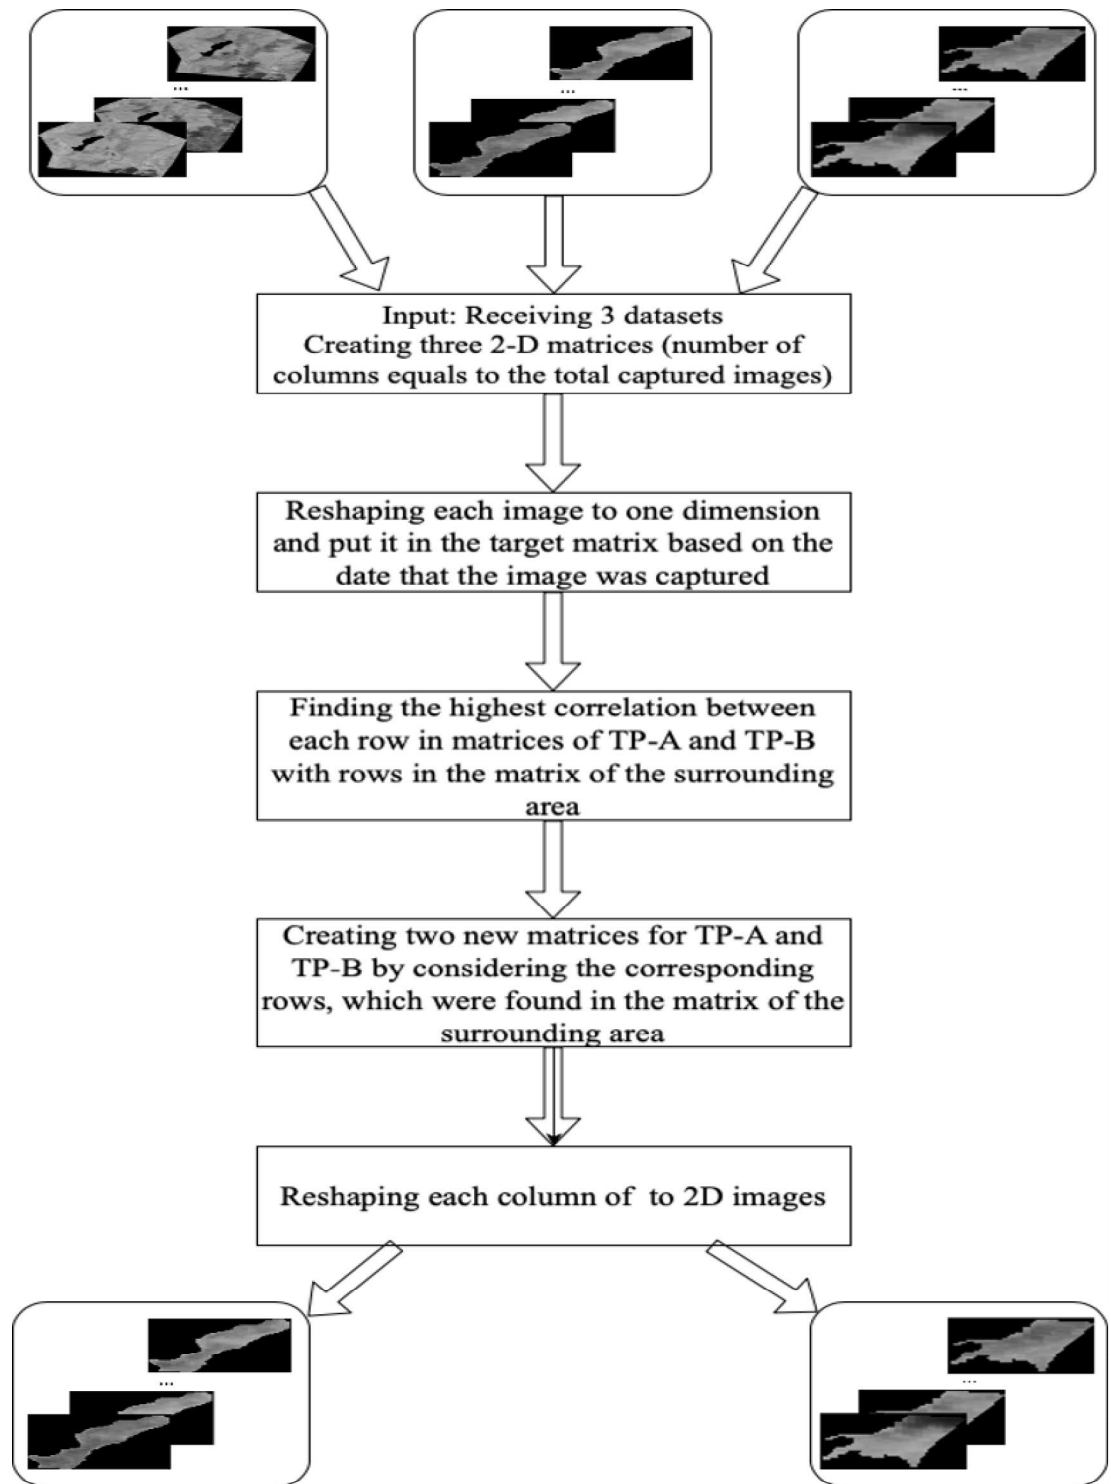 ...
...
...
Input: Receiving 3 datasets
Creating three 2-D matrices (number of
columns equals to the total captured images)
Reshaping each image to one dimension
and put it in the target matrix based on the
date that the image was captured
Finding the highest correlation between
each row in matrices of TP-A and TP-B
with rows in the matrix of the surrounding
area
Creating two new matrices for TP-A and
TP-B by considering the corresponding
rows, which were found in the matrix of the
surrounding area
Reshaping each column of to 2D images
...
...